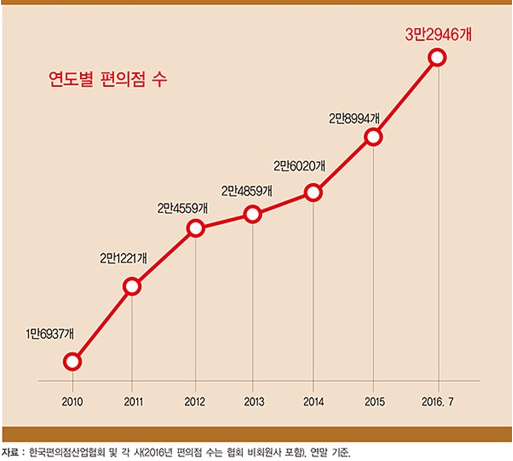 3만2946개
연도별 편의점 수
2만8994개
2만6020개
2만4859개
2만4559개
2만1221개
1만6937개
2010 2011 2012 2013 2014 2015 2016. 7
자료 : 한국편의점산업협회 및 각 사(2016년 편의점 수는 협회 비회원사 포함), 연말 기준.